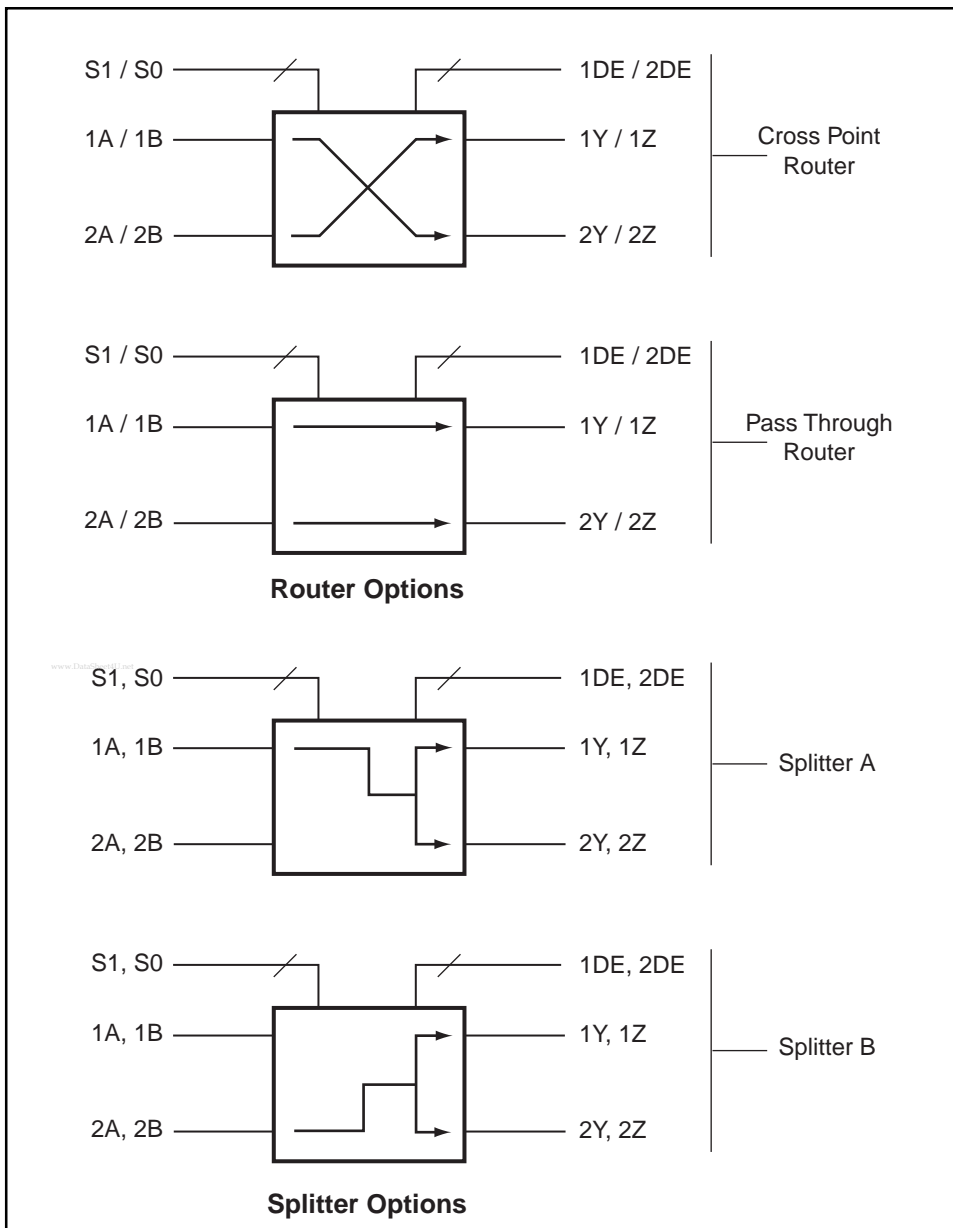 S1 / S0
1DE / 2DE
1A / 1B
1Y / 1Z
Cross Point
Router
2A / 2B
2Y / 2Z
S1 / S0
1DE / 2DE
1A / 1B
1Y / 1Z
Pass Through
Router
2A / 2B
2Y / 2Z
Router Options
www.DataSheet4U.net
S1, S0
1DE, 2DE
1A, 1B
1Y, 1Z
Splitter A
2A, 2B
2Y, 2Z
S1, S0
1DE, 2DE
1A, 1B
1Y, 1Z
Splitter B
2A, 2B
2Y, 2Z
Splitter Options